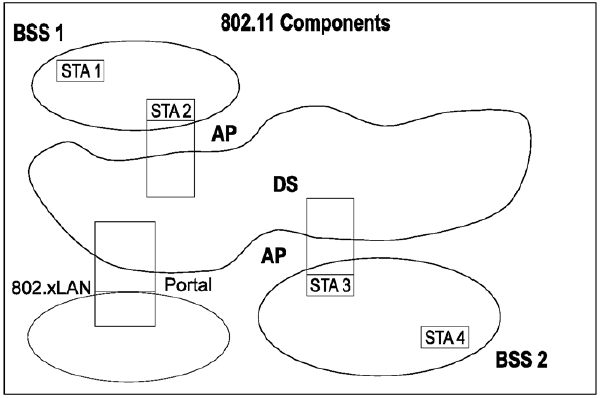 802.11 Components
BSS 1
STA 1
STA 2
AP
DS
AP
802.xLAN
Portal
STA 3
STA 4
BSS 2